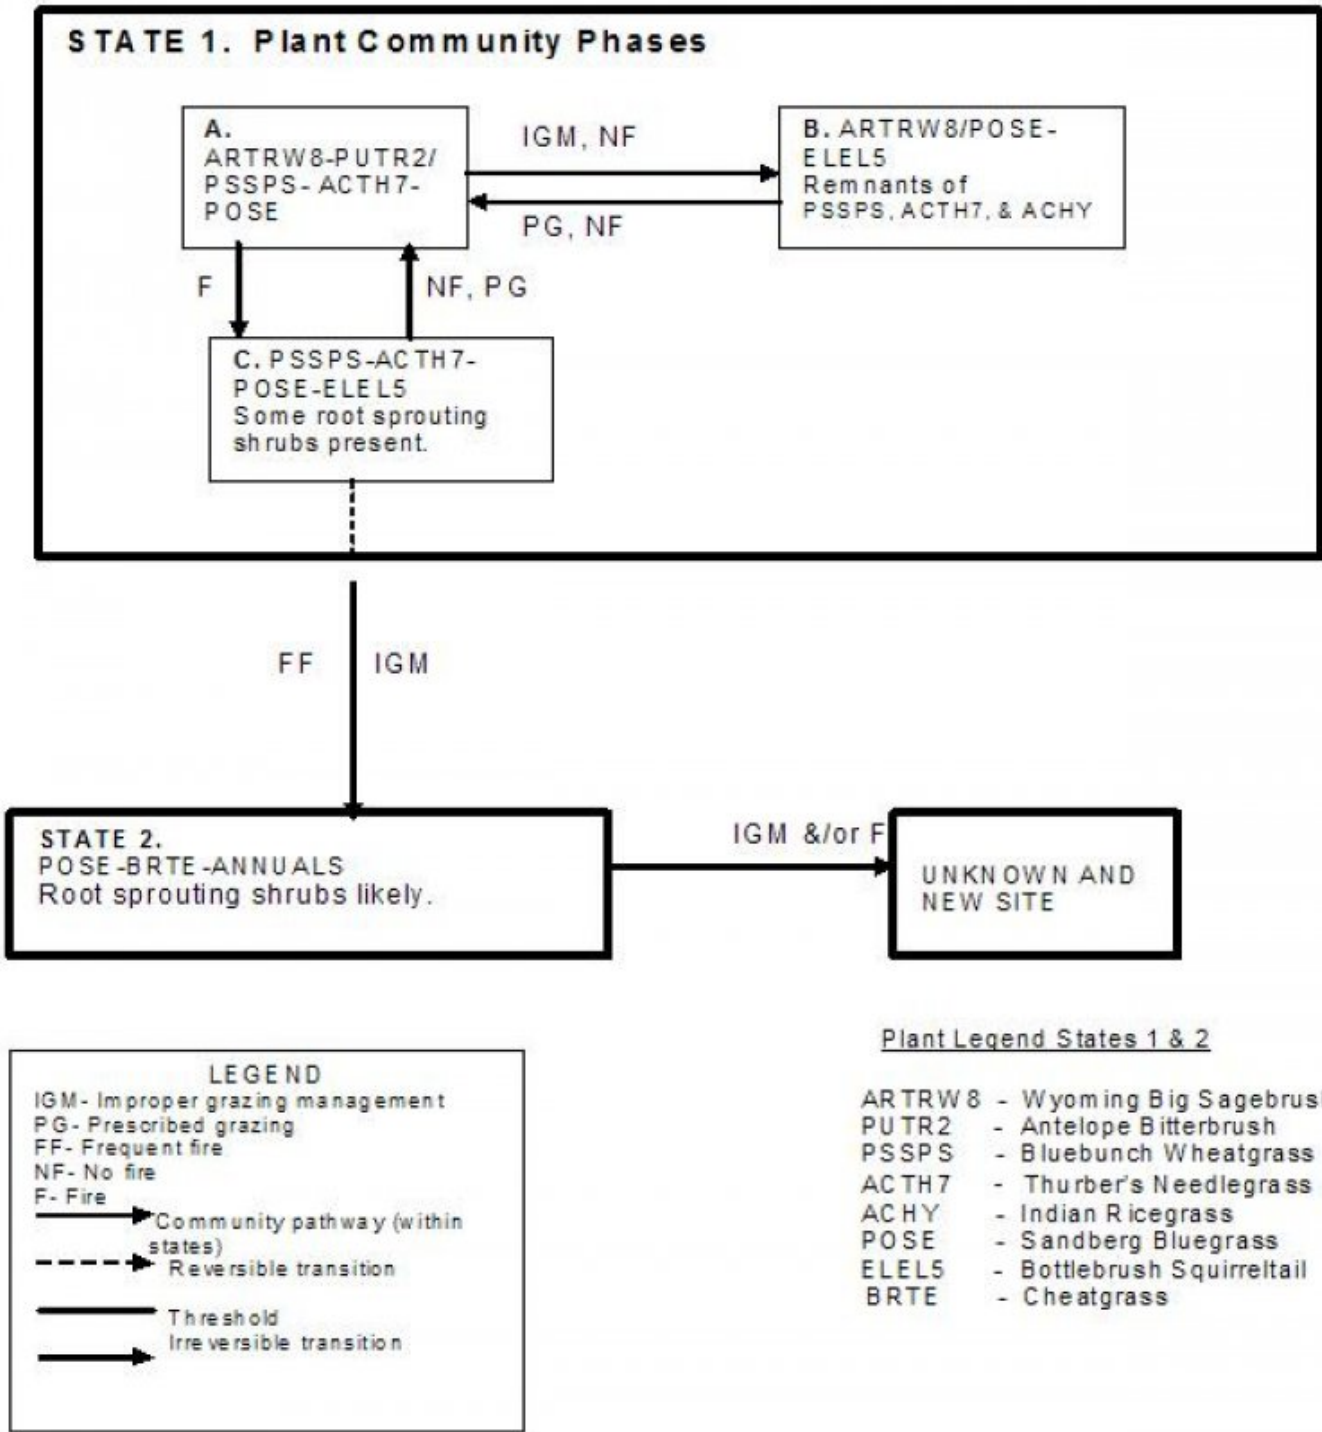 STATE 1. Plant Community Phases
A.
ARTRW8-PUTR2/
PSSPS- ACTH7-
POSE
IGM, NF
PG, NF
B. ARTRW8/POSE-
ELEL5
Remnants of
PSSPS, ACTH7, & ACHY
F
NF, PG
C. PSSPS-ACTH7-
POSE-ELEL5
Some root sprouting
shrubs present.
FF
IGM
STATE 2.
POSE-BRTE-ANNUALS
Root sprouting shrubs likely.
IGM &/or F
UNKNOWN AND
NEW SITE
LEGEND
IGM- Improper grazing management
PG- Prescribed grazing
FF- Frequent fire
NF- No fire
F- Fire
Community pathway (within
states)
Reversible transition
Threshold
Irreversible transition
Plant Legend States 1 & 2
ARTRW8 - Wyoming Big Sagebrus
PUTR2 - Antelope Bitterbrush
PSSPS - Bluebunch Wheatgrass
ACTH7 - Thurber's Needlegrass
ACHY - Indian Ricegrass
POSE - Sandberg Bluegrass
ELEL5 - Bottlebrush Squirreltail
BRTE - Cheatgrass